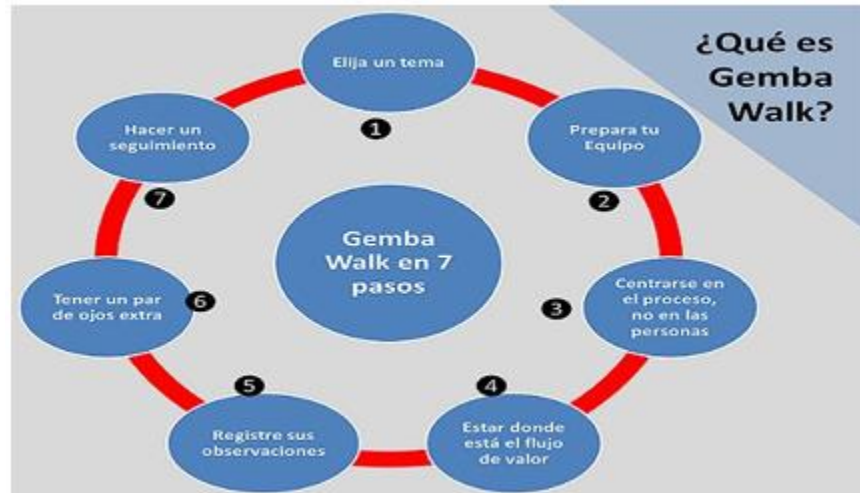 ¿Qué es
Gemba
Walk?
Elija un tema
1
Prepara tu
Equipo
2
Centrarse en
el proceso,
no en las
personas
3
Estar donde
está el flujo
de valor
4
Registre sus
observaciones
5
Tener un par
de ojos extra
6
Hacer un
seguimiento
7
Gemba
Walk en 7
pasos